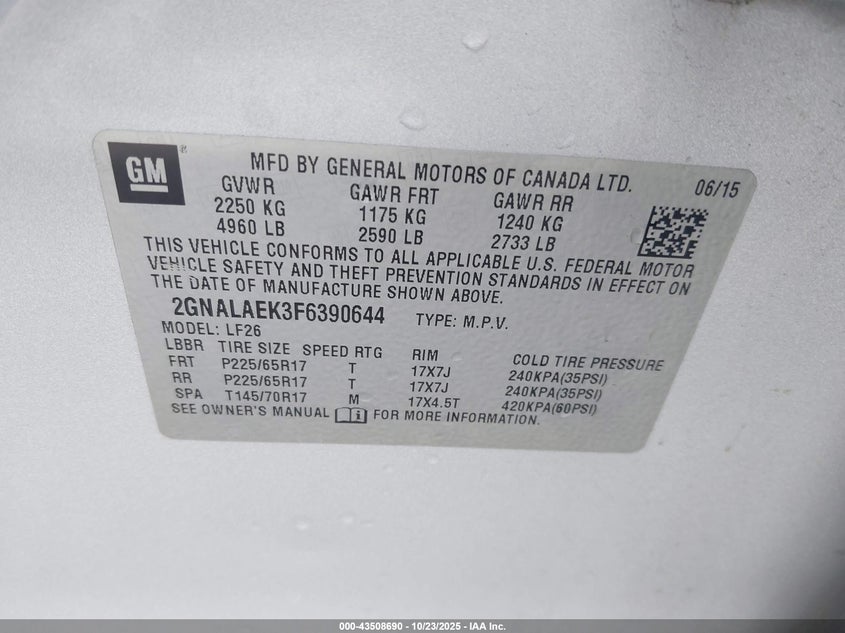 GM
MFD BY GENERAL MOTORS OF CANADA LTD. 06/15
GVWR GAWR FRT GAWR RR
2250 KG 1175 KG 1240 KG
4960 LB 2590 LB 2733 LB
THIS VEHICLE CONFORMS TO ALL APPLICABLE U.S. FEDERAL MOTOR
VEHICLE SAFETY AND THEFT PREVENTION STANDARDS IN EFFECT ON
THE DATE OF MANUFACTURE SHOWN ABOVE.
2GNALAEK3F6390644 TYPE: M.P.V.
MODEL: LF26
LBBR TIRE SIZE SPEED RTG RIM COLD TIRE PRESSURE
FRT P225/65R17 T 17X7J 240KPA(35PSI)
RR P225/65R17 T 17X7J 240KPA(35PSI)
SPA T145/70R17 M 17X4.5T 420KPA(60PSI)
SEE OWNER'S MANUAL i FOR MORE INFORMATION.
000-43508690 - 10/23/2025 - IAA Inc.